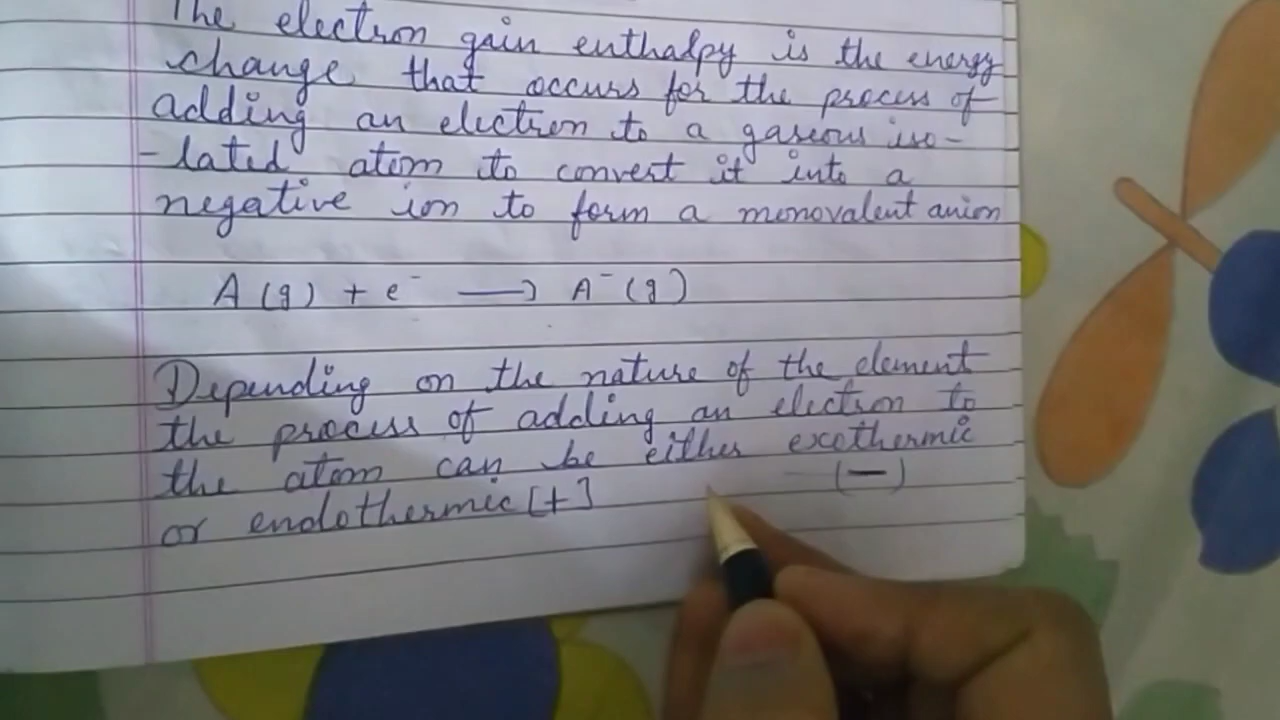 The electron gain enthalpy is the energy
change that occurs for the process of
adding an electron to a gaseous iso-
-lated atom to convert it into a
negative ion to form a monovalent anion
A (g) + e⁻ ⟶ A⁻ (g)
Depending on the nature of the element
the process of adding an electron to
the atom can be either exothermic
(−)
or endothermic [+]